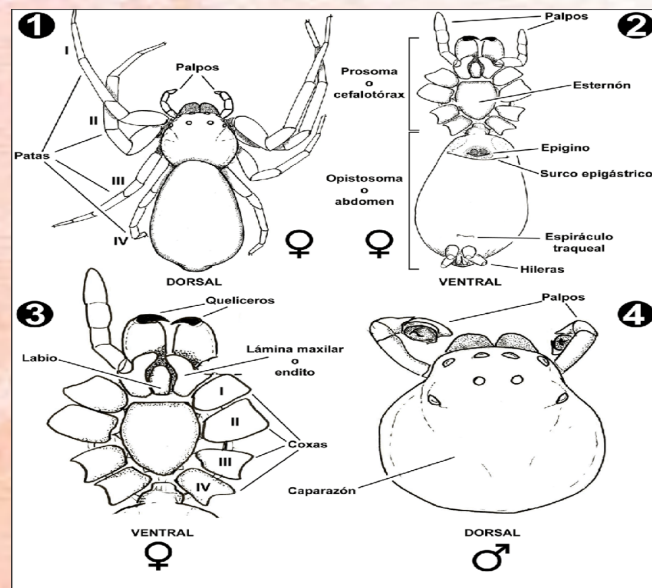 1
I
Palpos
II
Patas
III
IV
♀
DORSAL
2
Palpos
Prosoma
o
cefalotórax
Esternón
Epigino
Surco epigástrico
Opistosoma
o
abdomen
♀
Espiráculo
traqueal
Hileras
VENTRAL
3
Queliceros
Labio
Lámina maxilar
o
endito
I
II
III
IV
Coxas
VENTRAL
♀
4
Palpos
Caparazón
DORSAL
♂